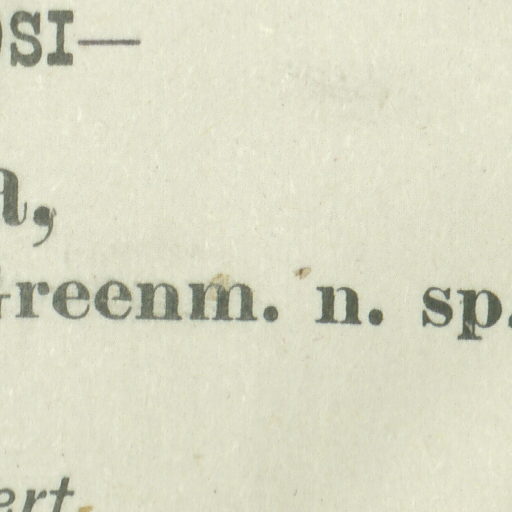 OSI—
a,
Greenm. n. sp.
ert.